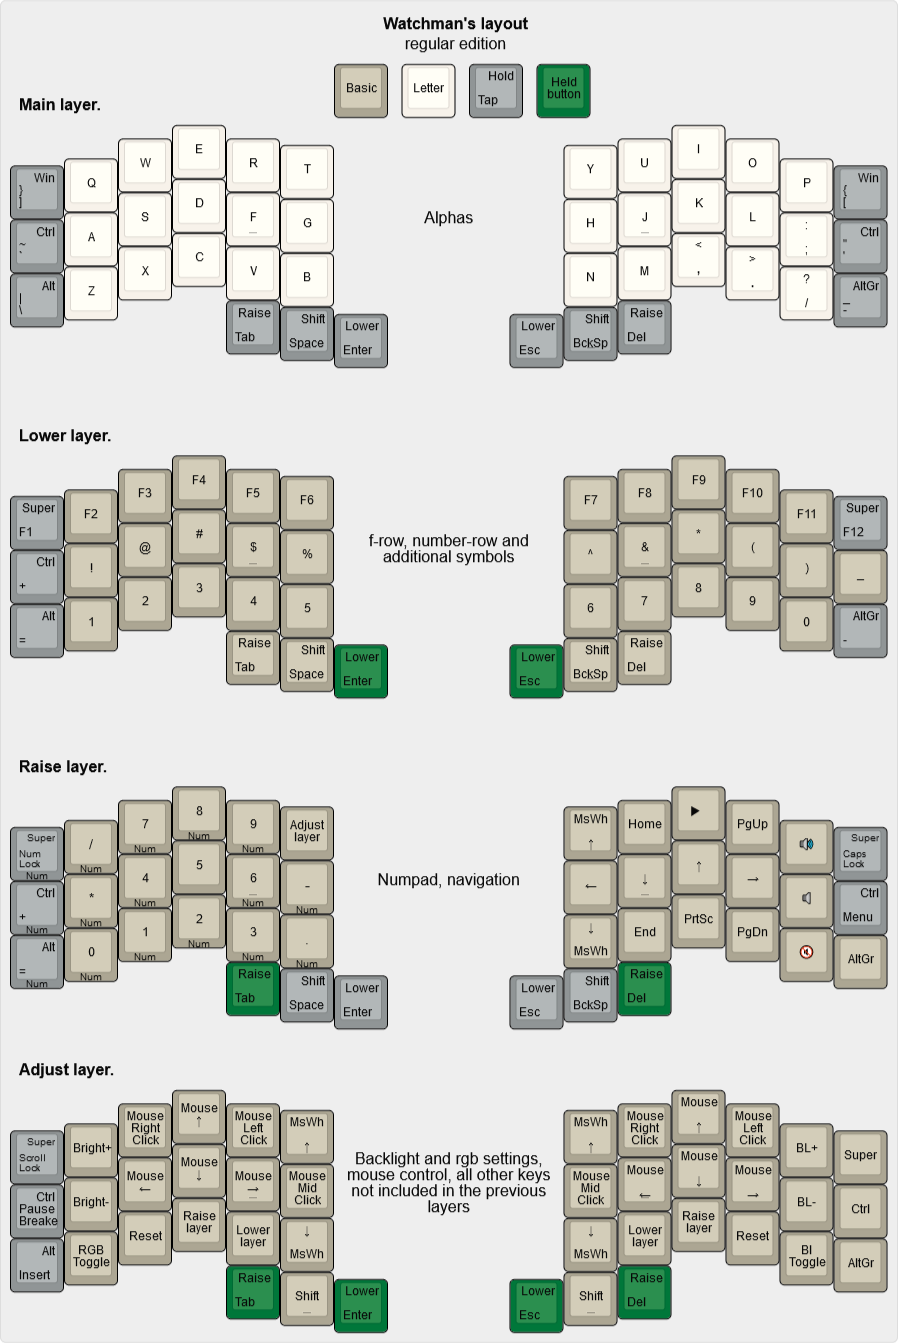 Watchman's layout
regular edition
Basic
Letter
Hold
Tap
Held
button
Main layer.
Win
}
]
Q
W
E
R
T
Ctrl
~
`
A
S
D
F
_
G
Alt
|
\
Z
X
C
V
B
Raise
Tab
Shift
Space
Lower
Enter
Alphas
Y
U
I
O
P
Win
{
[
H
J
_
K
L
:
;
Ctrl
"
'
N
M
<
,
>
.
?
/
AltGr
_
-
Lower
Esc
Shift
BckSp
Raise
Del
Lower layer.
Super
F1
F2
F3
F4
F5
F6
Ctrl
+
!
@
#
$
_
%
Alt
=
1
2
3
4
5
Raise
Tab
Shift
Space
Lower
Enter
f-row, number-row and
additional symbols
F7
F8
F9
F10
F11
Super
F12
^
&
_
*
(
)
_
6
7
8
9
0
AltGr
-
Lower
Esc
Shift
BckSp
Raise
Del
Raise layer.
Super
Num
Lock
Num
/
Num
7
Num
8
Num
9
Num
Adjust
layer
Ctrl
+
Num
*
Num
4
Num
5
6
_
Num
-
Num
Alt
=
Num
0
Num
1
Num
2
Num
3
Num
.
Num
Raise
Tab
Shift
Space
Lower
Enter
Numpad, navigation
MsWh
↑
Home
▶
PgUp
🔊
Super
Caps
Lock
←
↓
_
↑
→
🔈
Ctrl
Menu
↓
MsWh
End
PrtSc
PgDn
🔇
AltGr
Lower
Esc
Shift
BckSp
Raise
Del
Adjust layer.
Super
Scroll
Lock
Bright+
Mouse
Right
Click
Mouse
↑
Mouse
Left
Click
MsWh
↑
Ctrl
Pause
Breake
Bright-
Mouse
←
Mouse
↓
Mouse
→
_
Mouse
Mid
Click
Alt
Insert
RGB
Toggle
Reset
Raise
layer
Lower
layer
↓
MsWh
Raise
Tab
Shift
_
Lower
Enter
Backlight and rgb settings,
mouse control, all other keys
not included in the previous
layers
MsWh
↑
Mouse
Right
Click
Mouse
↑
Mouse
Left
Click
BL+
Super
Mouse
Mid
Click
Mouse
←
_
Mouse
↓
Mouse
→
BL-
Ctrl
↓
MsWh
Lower
layer
Raise
layer
Reset
Bl
Toggle
AltGr
Lower
Esc
Shift
_
Raise
Del